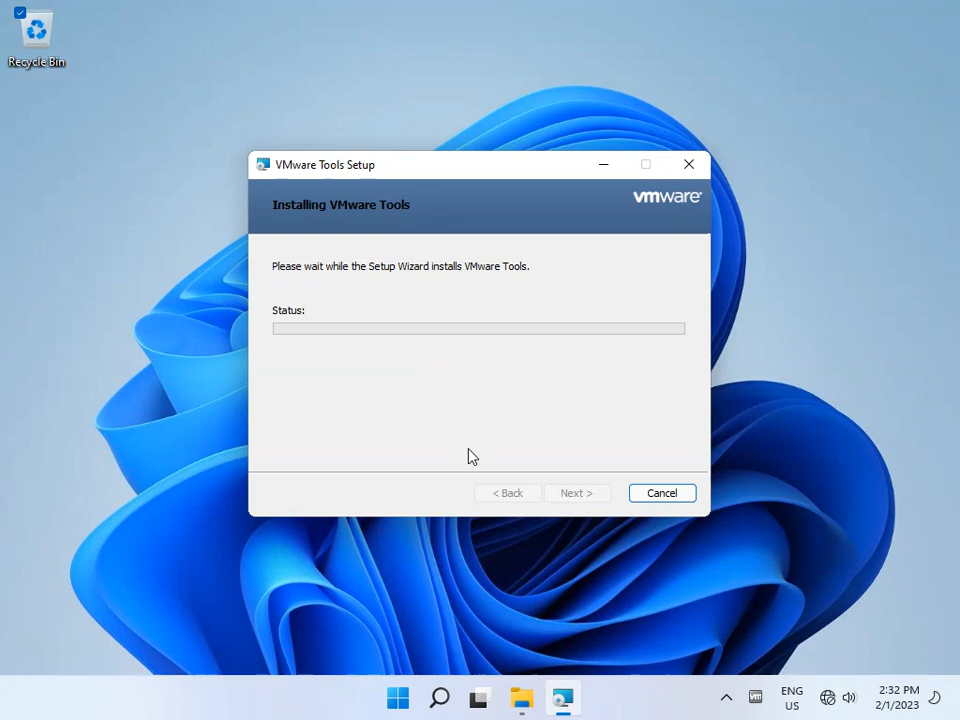 Recycle Bin
VMware Tools Setup
Installing VMware Tools
vmware
Please wait while the Setup Wizard installs VMware Tools.
Status:
< Back
Next >
Cancel
vm
ENG
US
2:32 PM
2/1/2023